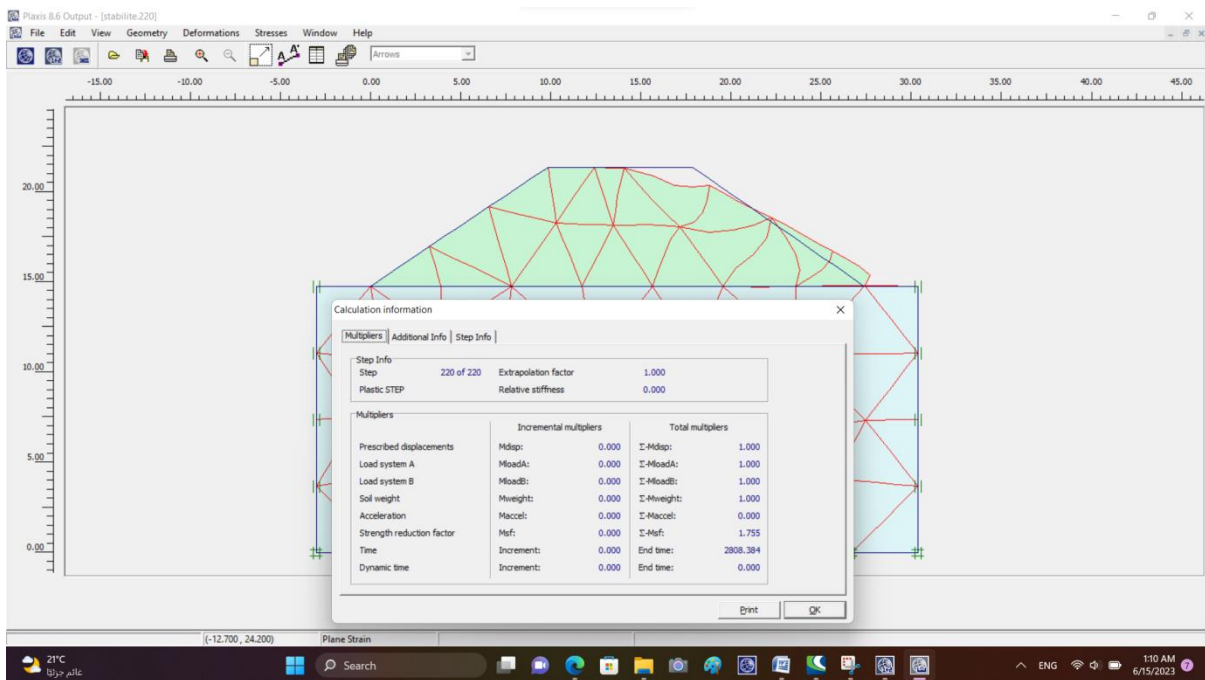 Plaxis 8.6 Output - [stabilite.220]
File Edit View Geometry Deformations Stresses Window Help
Arrows
-15.00 -10.00 -5.00 0.00 5.00 10.00 15.00 20.00 25.00 30.00 35.00 40.00 45.00
20.00
15.00
10.00
5.00
0.00
Calculation information
Multipliers Additional Info Step Info
Step Info
Step 220 of 220 Extrapolation factor 1.000
Plastic STEP Relative stiffness 0.000
Multipliers
Incremental multipliers Total multipliers
Prescribed displacements Mdisp: 0.000 Σ-Mdisp: 1.000
Load system A MloadA: 0.000 Σ-MloadA: 1.000
Load system B MloadB: 0.000 Σ-MloadB: 1.000
Soil weight Mweight: 0.000 Σ-Mweight: 1.000
Acceleration Maccel: 0.000 Σ-Maccel: 0.000
Strength reduction factor Msf: 0.000 Σ-Msf: 1.755
Time Increment: 0.000 End time: 2808.384
Dynamic time Increment: 0.000 End time: 0.000
Print OK
(-12.700 , 24.200) Plane Strain
21°C
غائم جزئيًا
Search
ENG
1:10 AM
6/15/2023
7